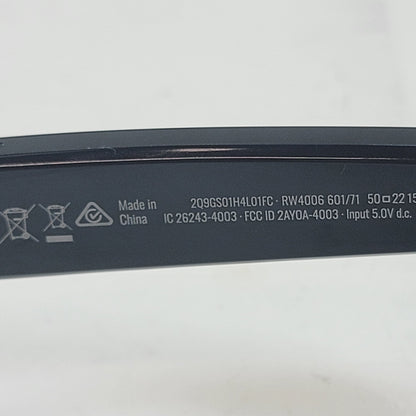 Made in
China
2Q9GS01H4L01FC · RW4006 601/71 50□22 15
IC 26243-4003 · FCC ID 2AYOA-4003 · Input 5.0V d.c.